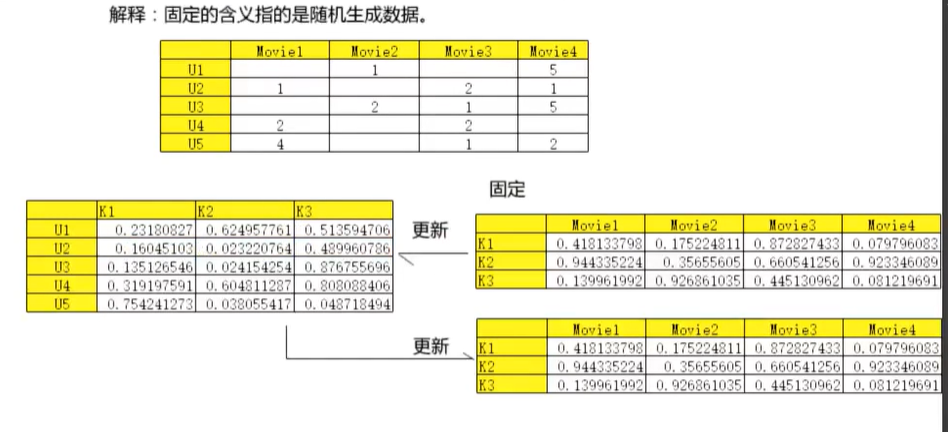 解释：固定的含义指的是随机生成数据。
Movie1 Movie2 Movie3 Movie4
U1 1 5
U2 1 2 1
U3 2 1 5
U4 2 2
U5 4 1 2
固定
K1 K2 K3
U1 0.23180827 0.624957761 0.513594706
U2 0.16045103 0.023220764 0.489960786
U3 0.135126546 0.024154254 0.876755696
U4 0.319197591 0.604811287 0.808088406
U5 0.754241273 0.038055417 0.048718494
更新
Movie1 Movie2 Movie3 Movie4
K1 0.418133798 0.175224811 0.872827433 0.079796083
K2 0.944335224 0.35655605 0.660541256 0.923346089
K3 0.139961992 0.926861035 0.445130962 0.081219691
更新
Movie1 Movie2 Movie3 Movie4
K1 0.418133798 0.175224811 0.872827433 0.079796083
K2 0.944335224 0.35655605 0.660541256 0.923346089
K3 0.139961992 0.926861035 0.445130962 0.081219691